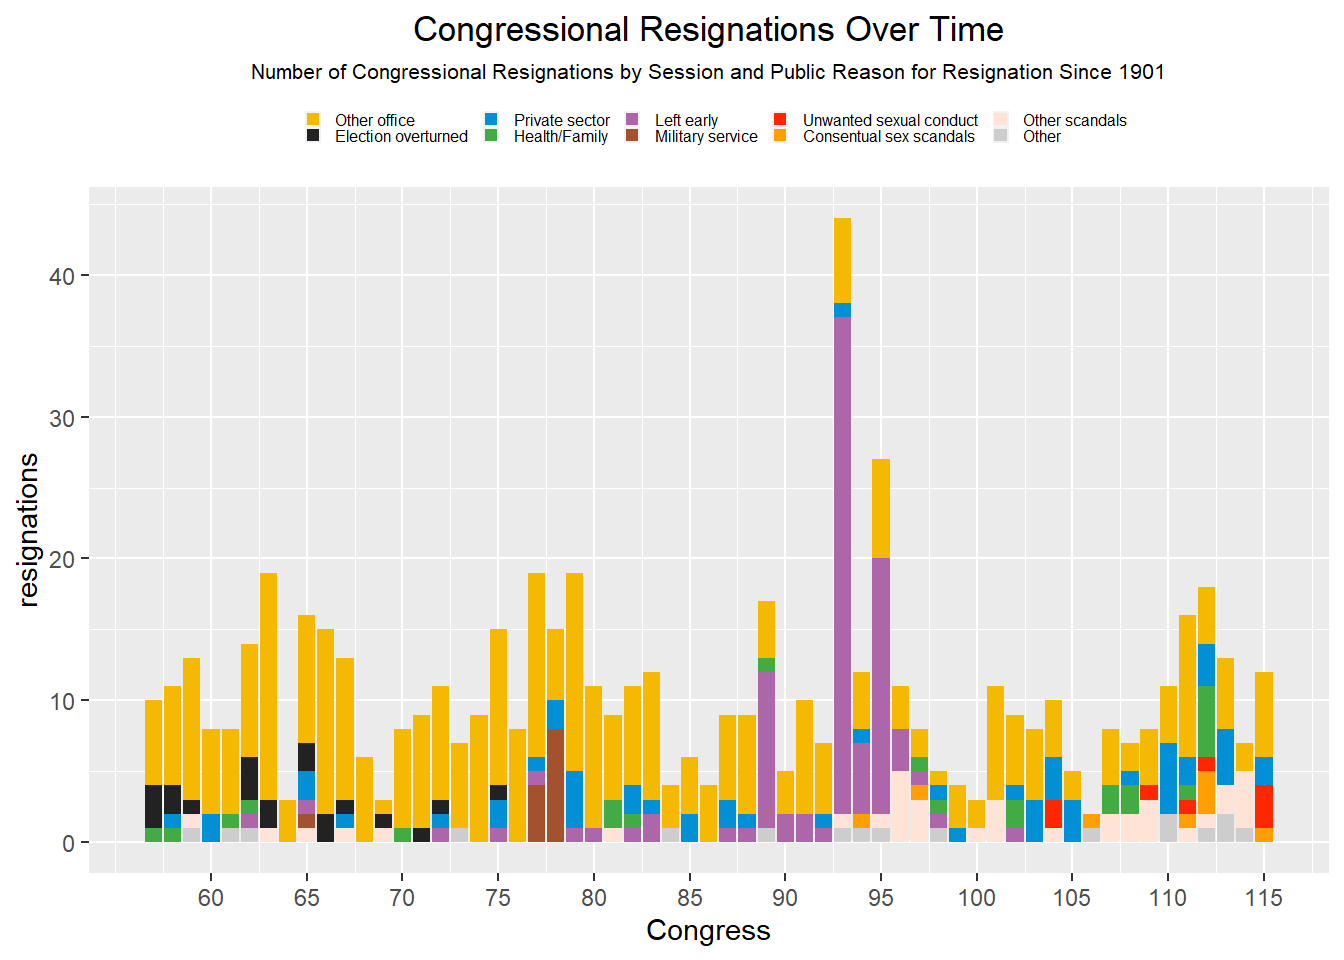 Congressional Resignations Over Time
Number of Congressional Resignations by Session and Public Reason for Resignation Since 1901
Other office Private sector Left early Unwanted sexual conduct Other scandals
Election overturned Health/Family Military service Consentual sex scandals Other
40
30
20
10
0
resignations
60 65 70 75 80 85 90 95 100 105 110 115
Congress